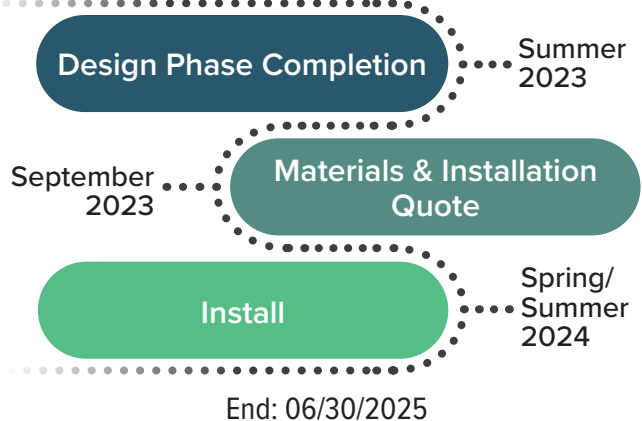 Design Phase Completion
Summer
2023
September
2023
Materials & Installation
Quote
Install
Spring/
Summer
2024
End: 06/30/2025